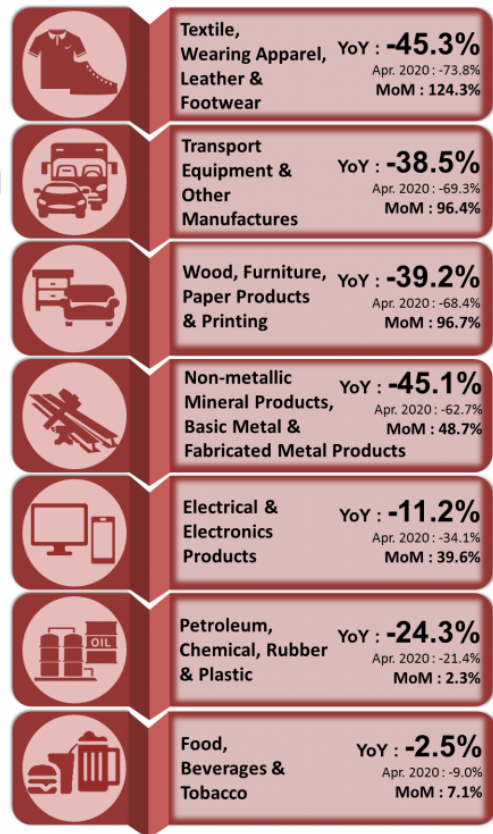 Textile,
Wearing Apparel,
Leather &
Footwear
YoY : -45.3%
Apr. 2020 : -73.8%
MoM : 124.3%
Transport
Equipment &
Other
Manufactures
YoY : -38.5%
Apr. 2020 : -69.3%
MoM : 96.4%
Wood, Furniture,
Paper Products
& Printing
YoY : -39.2%
Apr. 2020 : -68.4%
MoM : 96.7%
Non-metallic
Mineral Products,
Basic Metal &
Fabricated Metal Products
YoY : -45.1%
Apr. 2020 : -62.7%
MoM : 48.7%
Electrical &
Electronics
Products
YoY : -11.2%
Apr. 2020 : -34.1%
MoM : 39.6%
OIL
Petroleum,
Chemical, Rubber
& Plastic
YoY : -24.3%
Apr. 2020 : -21.4%
MoM : 2.3%
Food,
Beverages &
Tobacco
YoY : -2.5%
Apr. 2020 : -9.0%
MoM : 7.1%